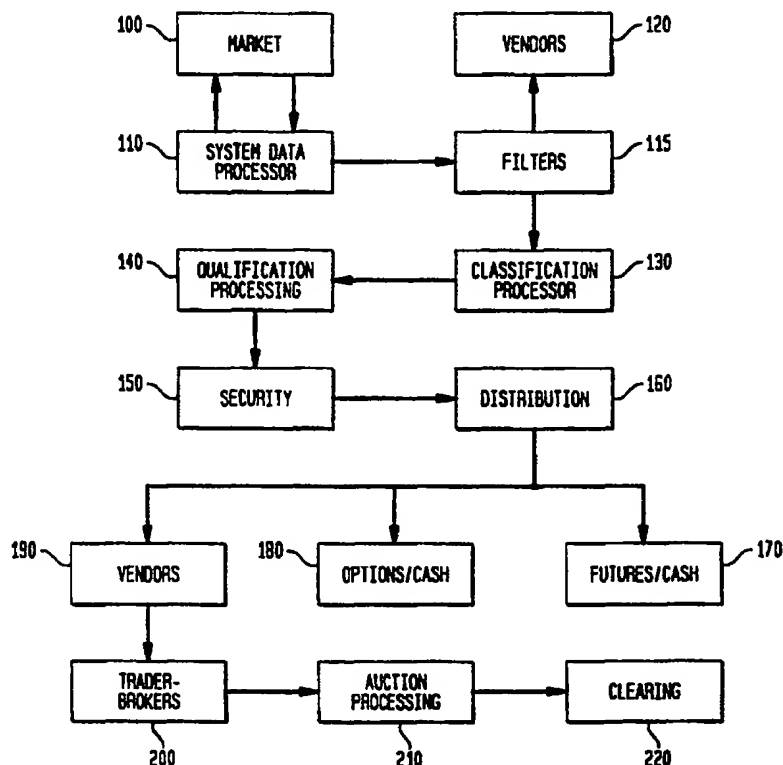 100
MARKET
VENDORS
120
110
SYSTEM DATA
PROCESSOR
FILTERS
115
140
QUALIFICATION
PROCESSING
CLASSIFICATION
PROCESSOR
130
150
SECURITY
DISTRIBUTION
160
190
VENDORS
180
OPTIONS/CASH
FUTURES/CASH
170
TRADER-
BROKERS
200
AUCTION
PROCESSING
210
CLEARING
220